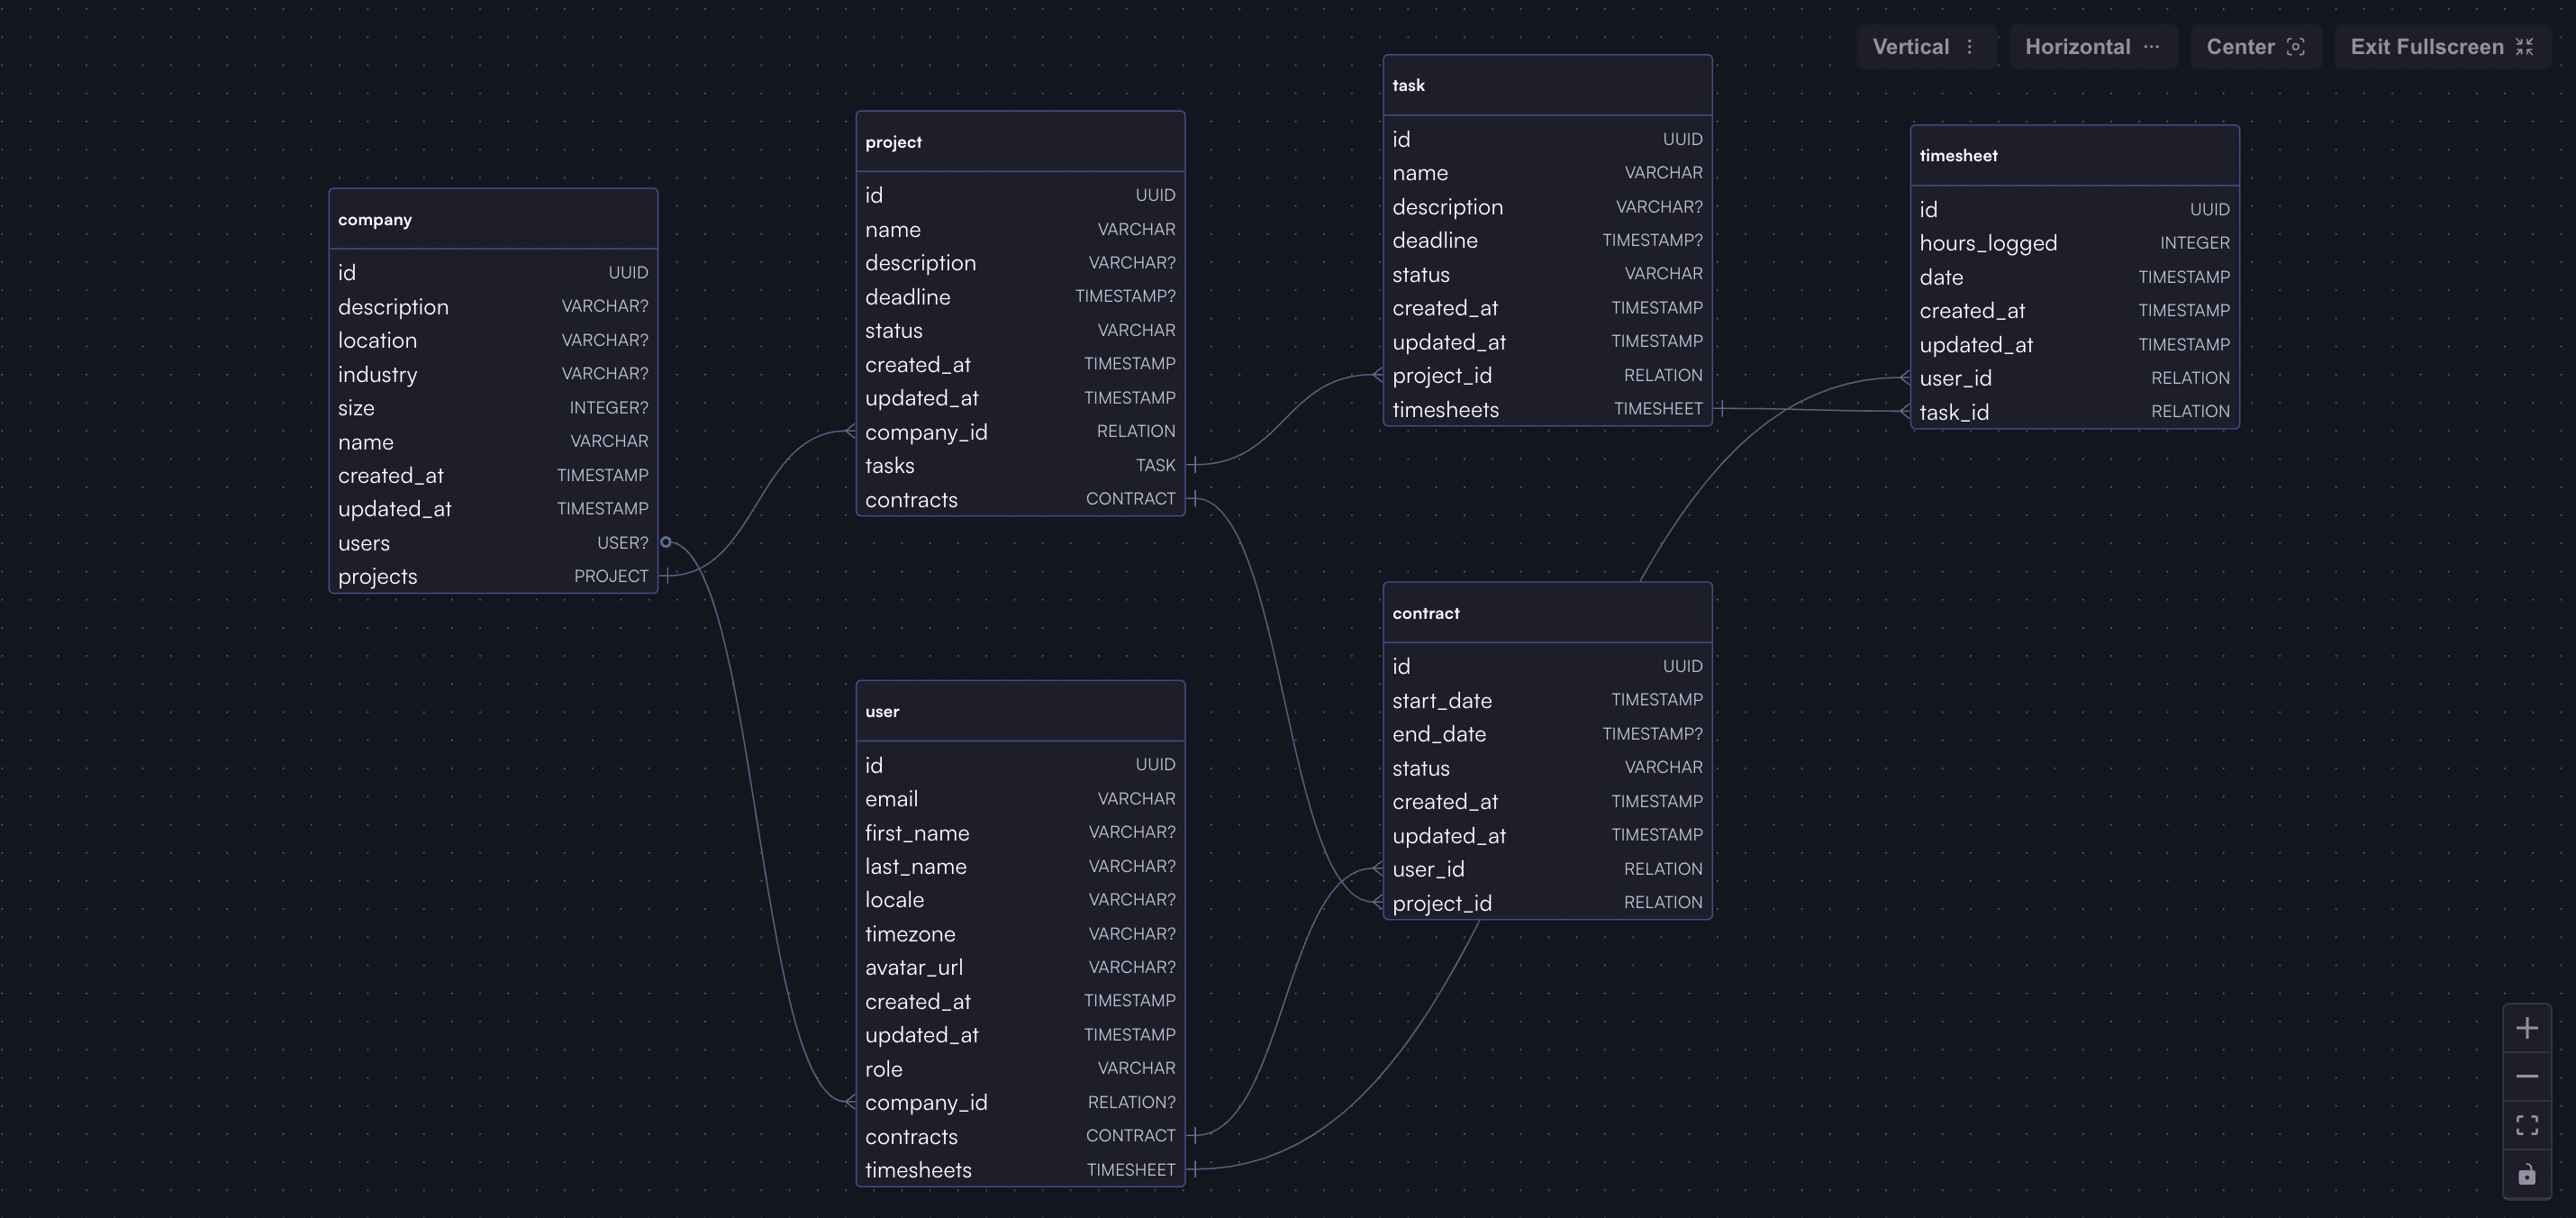 Vertical
Horizontal
Center
Exit Fullscreen
company
id UUID
description VARCHAR?
location VARCHAR?
industry VARCHAR?
size INTEGER?
name VARCHAR
created_at TIMESTAMP
updated_at TIMESTAMP
users USER?
projects PROJECT
project
id UUID
name VARCHAR
description VARCHAR?
deadline TIMESTAMP?
status VARCHAR
created_at TIMESTAMP
updated_at TIMESTAMP
company_id RELATION
tasks TASK
contracts CONTRACT
user
id UUID
email VARCHAR
first_name VARCHAR?
last_name VARCHAR?
locale VARCHAR?
timezone VARCHAR?
avatar_url VARCHAR?
created_at TIMESTAMP
updated_at TIMESTAMP
role VARCHAR
company_id RELATION?
contracts CONTRACT
timesheets TIMESHEET
task
id UUID
name VARCHAR
description VARCHAR?
deadline TIMESTAMP?
status VARCHAR
created_at TIMESTAMP
updated_at TIMESTAMP
project_id RELATION
timesheets TIMESHEET
contract
id UUID
start_date TIMESTAMP
end_date TIMESTAMP?
status VARCHAR
created_at TIMESTAMP
updated_at TIMESTAMP
user_id RELATION
project_id RELATION
timesheet
id UUID
hours_logged INTEGER
date TIMESTAMP
created_at TIMESTAMP
updated_at TIMESTAMP
user_id RELATION
task_id RELATION